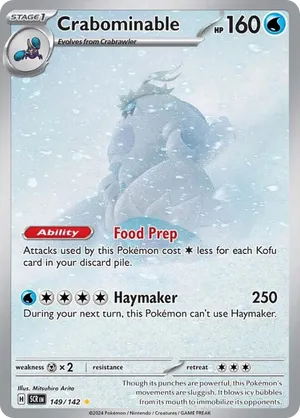 STAGE 1
Crabominable
HP 160
Evolves from Crabrawler
Ability Food Prep
Attacks used by this Pokémon cost less for each Kofu
card in your discard pile.
Haymaker 250
During your next turn, this Pokémon can't use Haymaker.
weakness ×2 resistance retreat
Illus. Mitsuhiro Arita
H SCR EN 149/142
Though its punches are
powerful, this Pokémon's
movements are sluggish. It blows icy
bubbles from its mouth to immobilize
©2024 Pokémon / Nintendo / Creatures / GAME FREAK